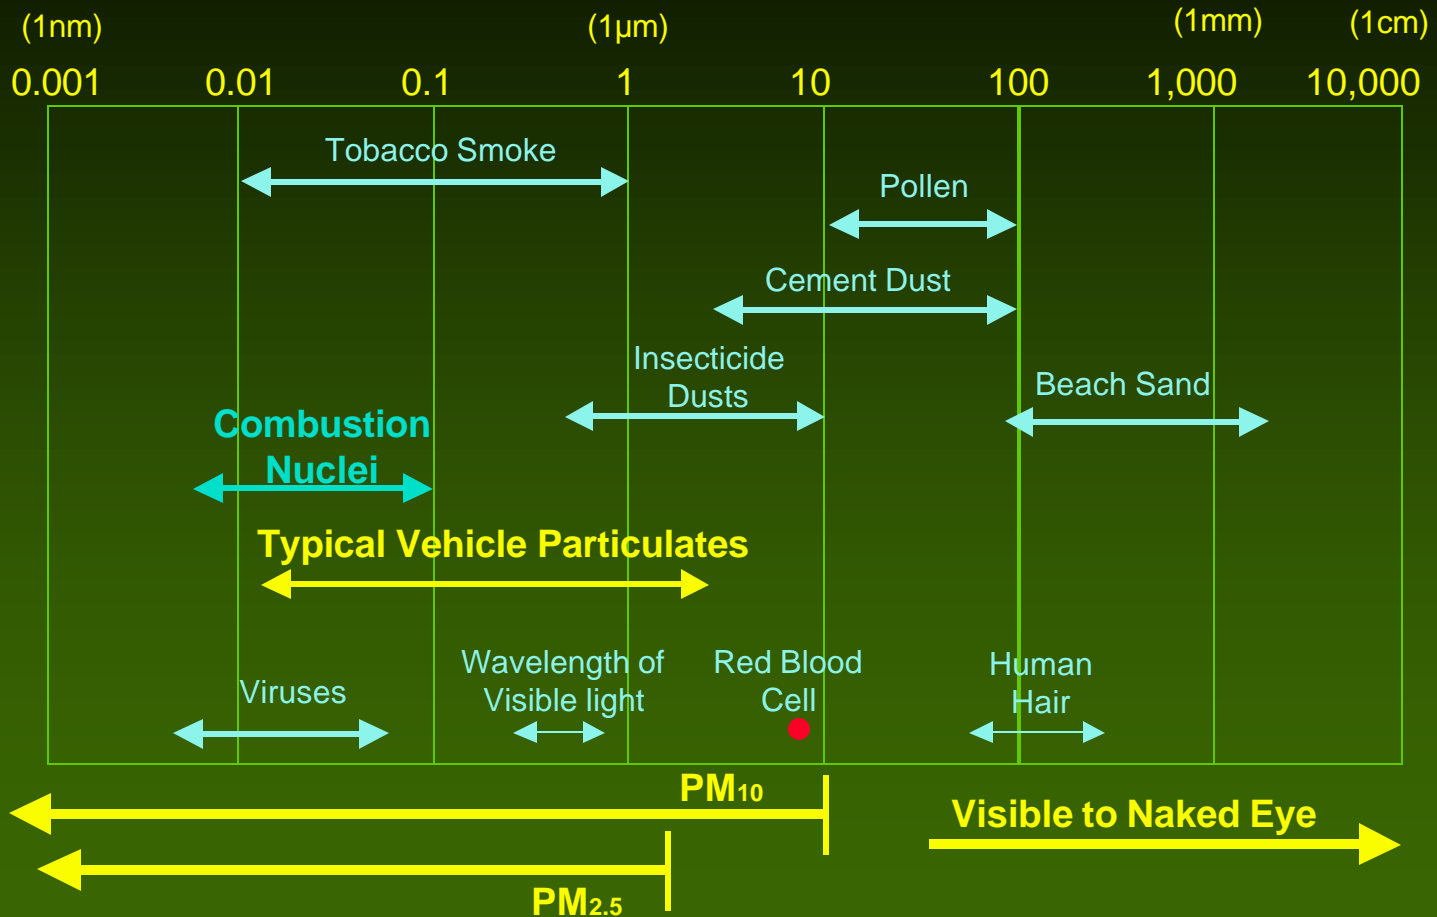 (1nm) (1µm) (1mm) (1cm)
0.001 0.01 0.1 1 10 100 1,000 10,000
Tobacco Smoke
Pollen
Cement Dust
Insecticide
Dusts
Beach Sand
Combustion
Nuclei
Typical Vehicle Particulates
Viruses
Wavelength of
Visible light
Red Blood
Cell
Human
Hair
PM10
Visible to Naked Eye
PM2.5